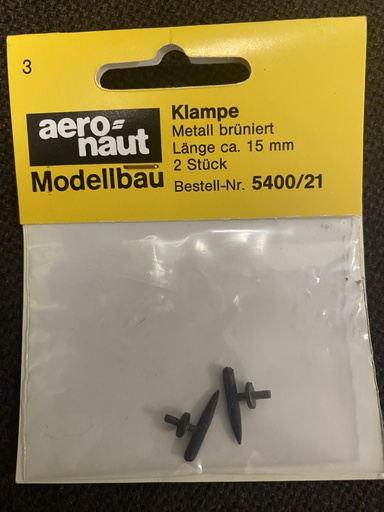 3
aero=
naut
Modellbau
Klampe
Metall brüniert
Länge ca. 15 mm
2 Stück
Bestell-Nr. 5400/21